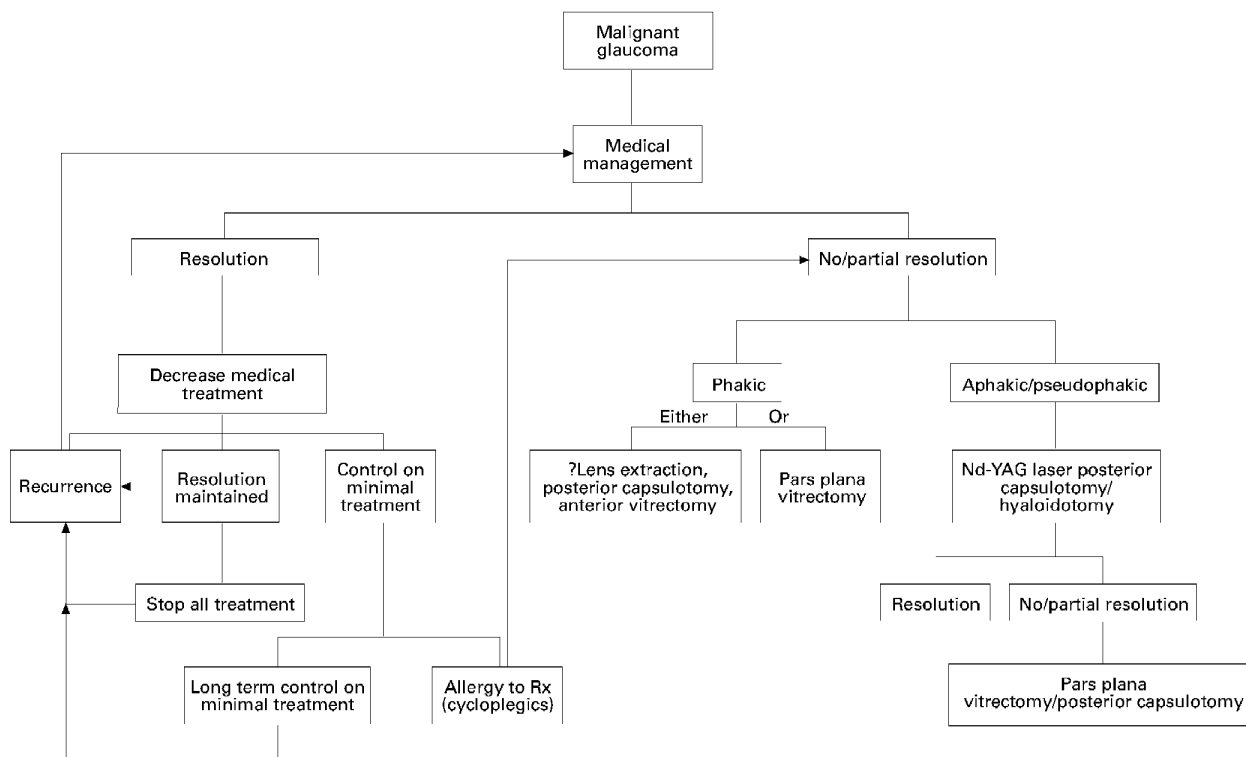 Malignant
glaucoma
Medical
management
Resolution
No/partial resolution
Decrease medical
treatment
Phakic
Aphakic/pseudophakic
Either
Or
Recurrence
Resolution
maintained
Control on
minimal
treatment
?Lens extraction,
posterior capsulotomy,
anterior vitrectomy
Pars plana
vitrectomy
Nd-YAG laser posterior
capsulotomy/
hyaloidotomy
Stop all treatment
Resolution
No/partial resolution
Long term control on
minimal treatment
Allergy to Rx
(cycloplegics)
Pars plana
vitrectomy/posterior capsulotomy